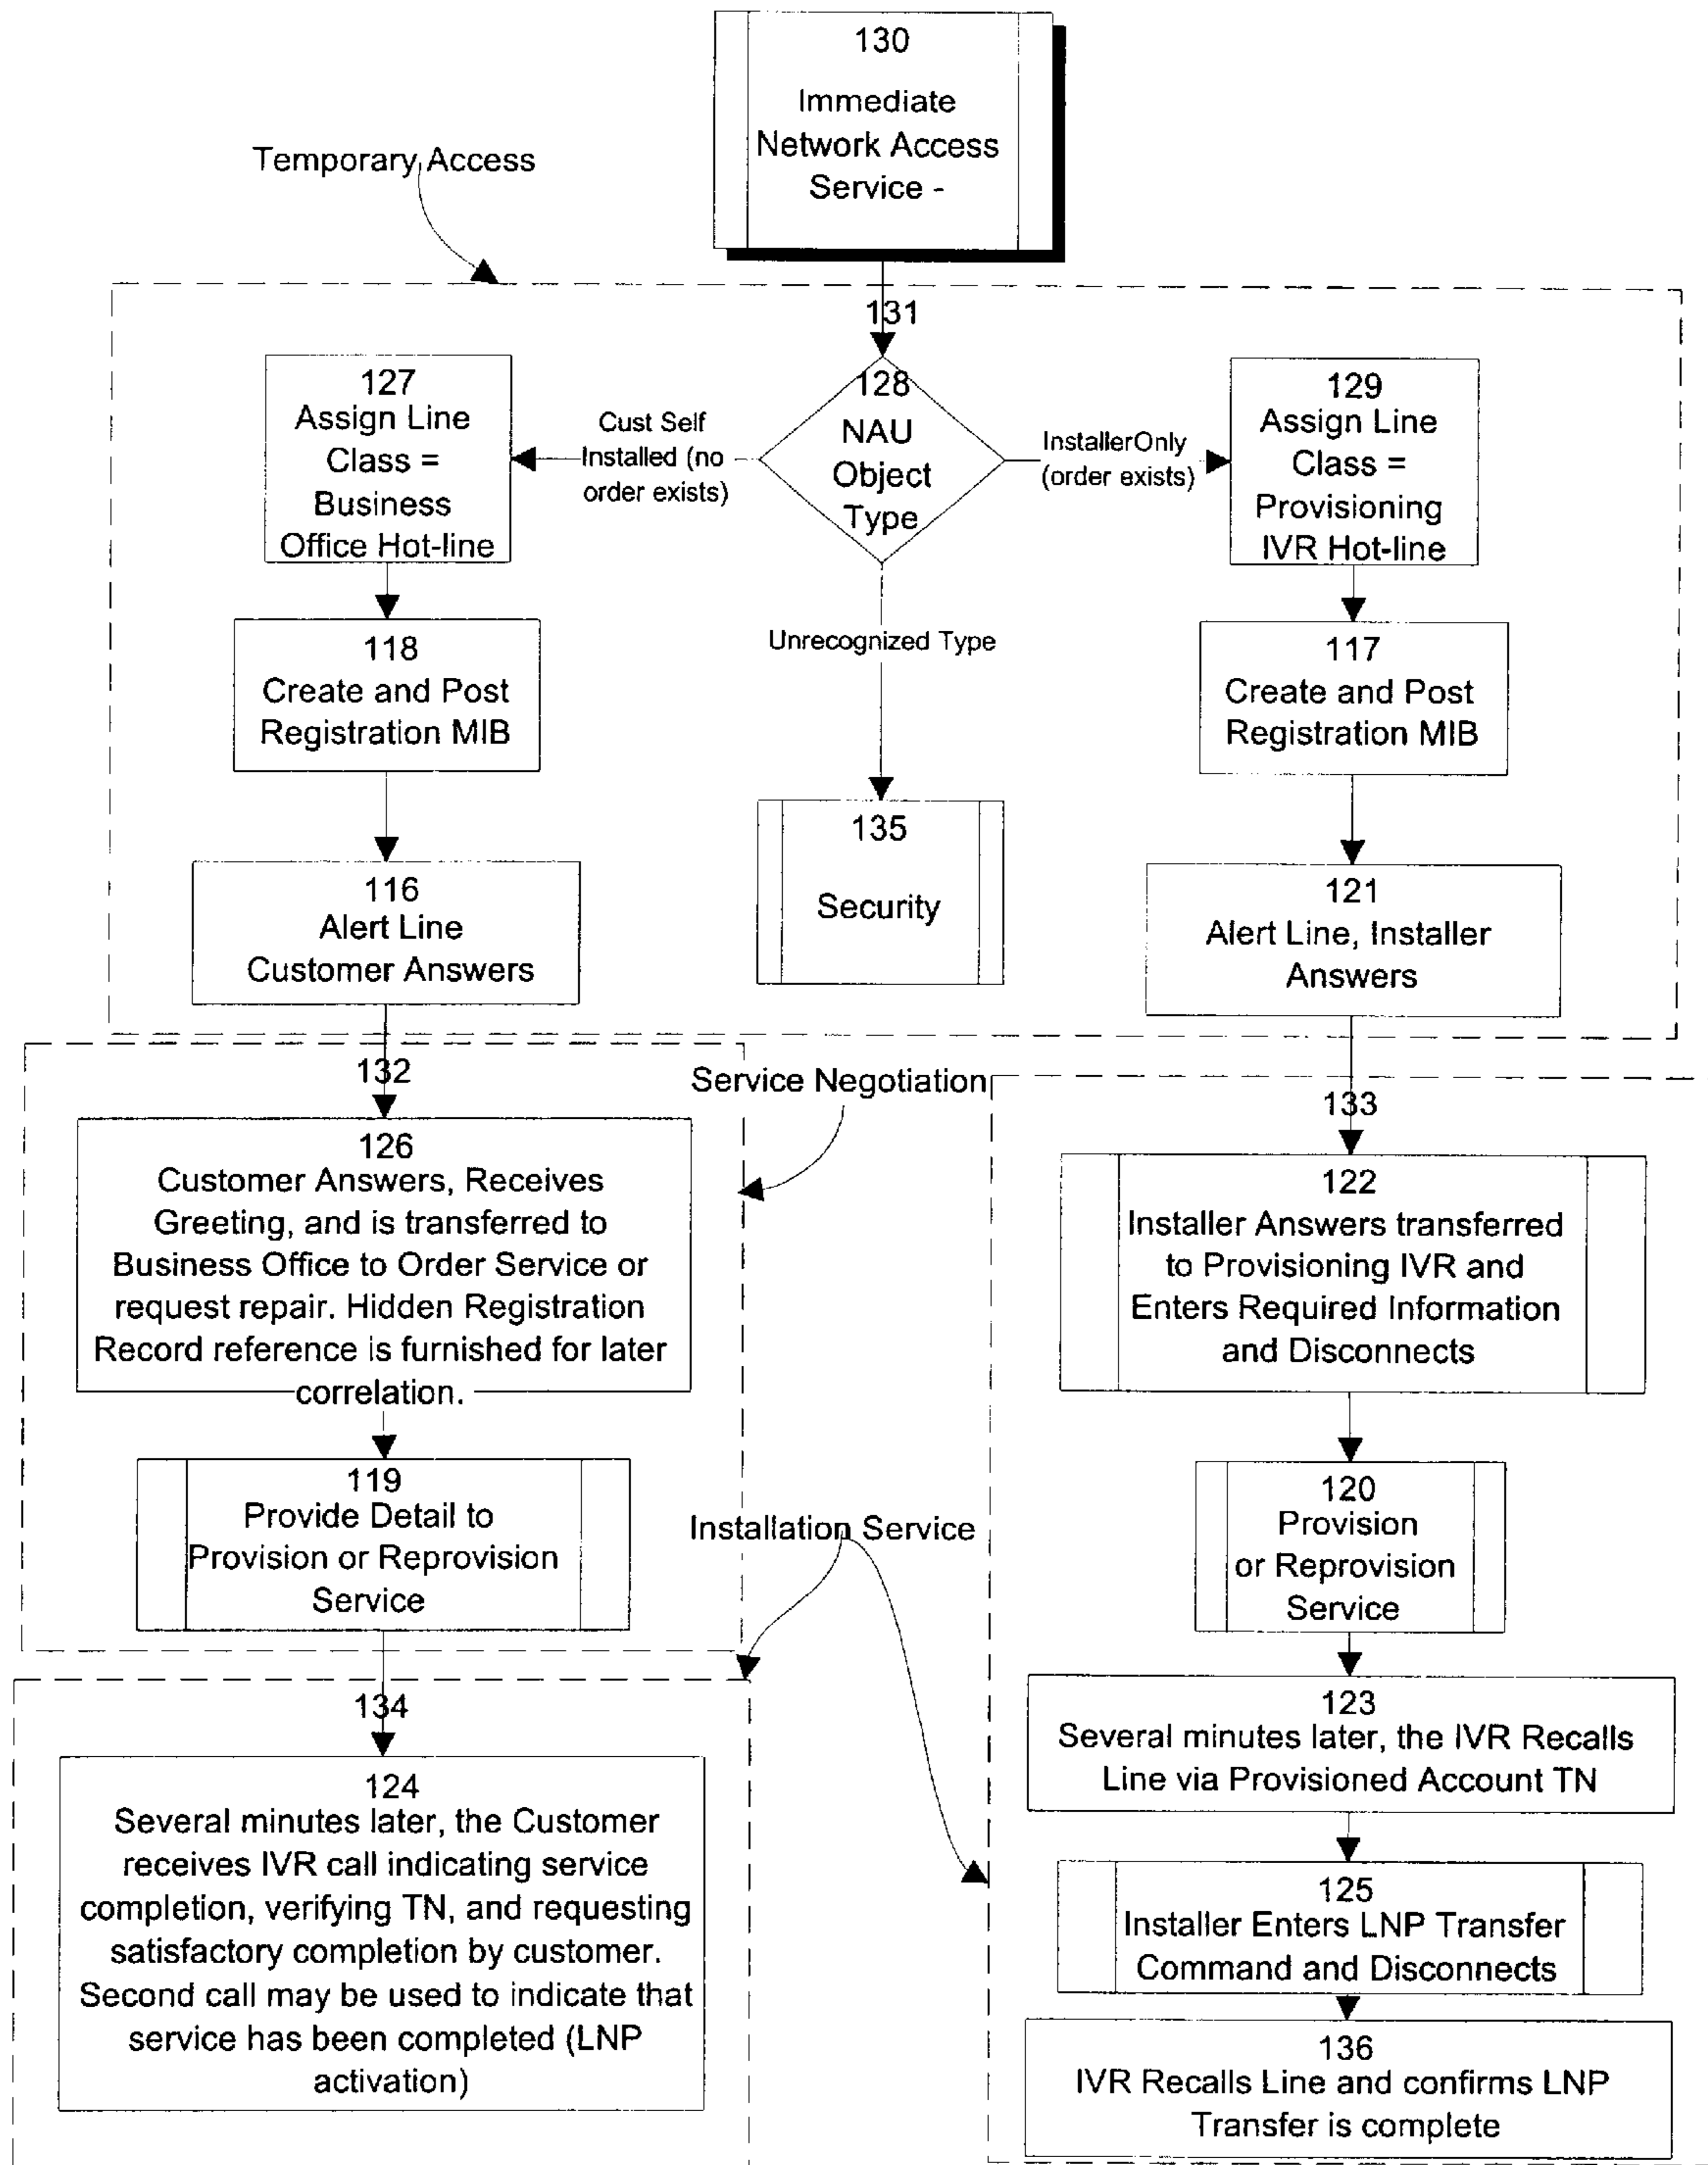 130
Immediate
Network Access
Service -
Temporary Access
131
127
Assign Line
Class =
Business
Office Hot-line
Cust Self
Installed (no
order exists)
128
NAU
Object
Type
InstallerOnly
(order exists)
129
Assign Line
Class =
Provisioning
IVR Hot-line
118
Create and Post
Registration MIB
Unrecognized Type
117
Create and Post
Registration MIB
116
Alert Line
Customer Answers
135
Security
121
Alert Line, Installer
Answers
132
Service Negotiation
133
126
Customer Answers, Receives
Greeting, and is transferred to
Business Office to Order Service or
request repair. Hidden Registration
Record reference is furnished for later
correlation.
122
Installer Answers transferred
to Provisioning IVR and
Enters Required Information
and Disconnects
119
Provide Detail to
Provision or Reprovision
Service
Installation Service
120
Provision
or Reprovision
Service
134
124
Several minutes later, the Customer
receives IVR call indicating service
completion, verifying TN, and requesting
satisfactory completion by customer.
Second call may be used to indicate that
service has been completed (LNP
activation)
123
Several minutes later, the IVR Recalls
Line via Provisioned Account TN
125
Installer Enters LNP Transfer
Command and Disconnects
136
IVR Recalls Line and confirms LNP
Transfer is complete